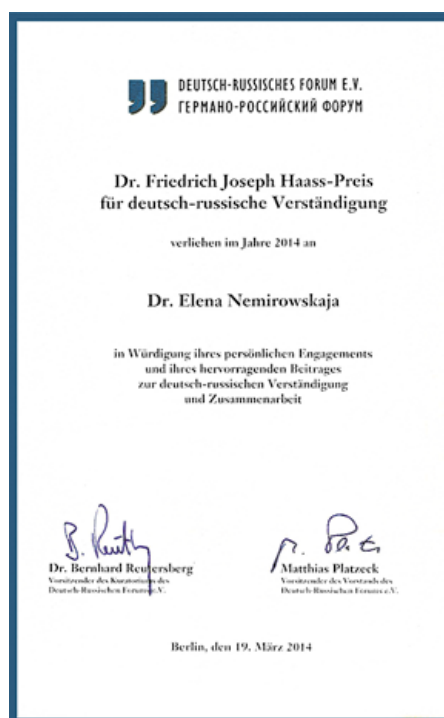 DEUTSCH-RUSSISCHES FORUM E.V.
ГЕРМАНО-РОССИЙСКИЙ ФОРУМ
Dr. Friedrich Joseph Haass-Preis
für deutsch-russische Verständigung
verliehen im Jahre 2014 an
Dr. Elena Nemirowskaja
in Würdigung ihres persönlichen Engagements
und ihres hervorragenden Beitrages
zur deutsch-russischen Verständigung
und Zusammenarbeit
Dr. Bernhard Reutersberg
Vorsitzender des Kuratoriums des
Deutsch-Russischen Forums e.V.
Matthias Platzeck
Vorsitzender des Vorstands des
Deutsch-Russischen Forums e.V.
Berlin, den 19. März 2014